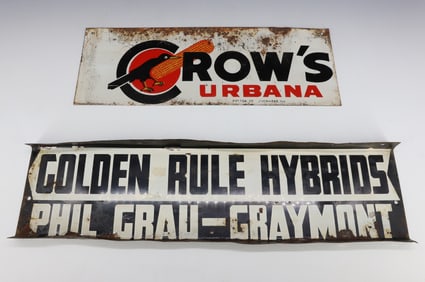 CROW'S
URBANA
GOLDEN RULE HYBRIDS
PHIL GRAU-GRAYMONT